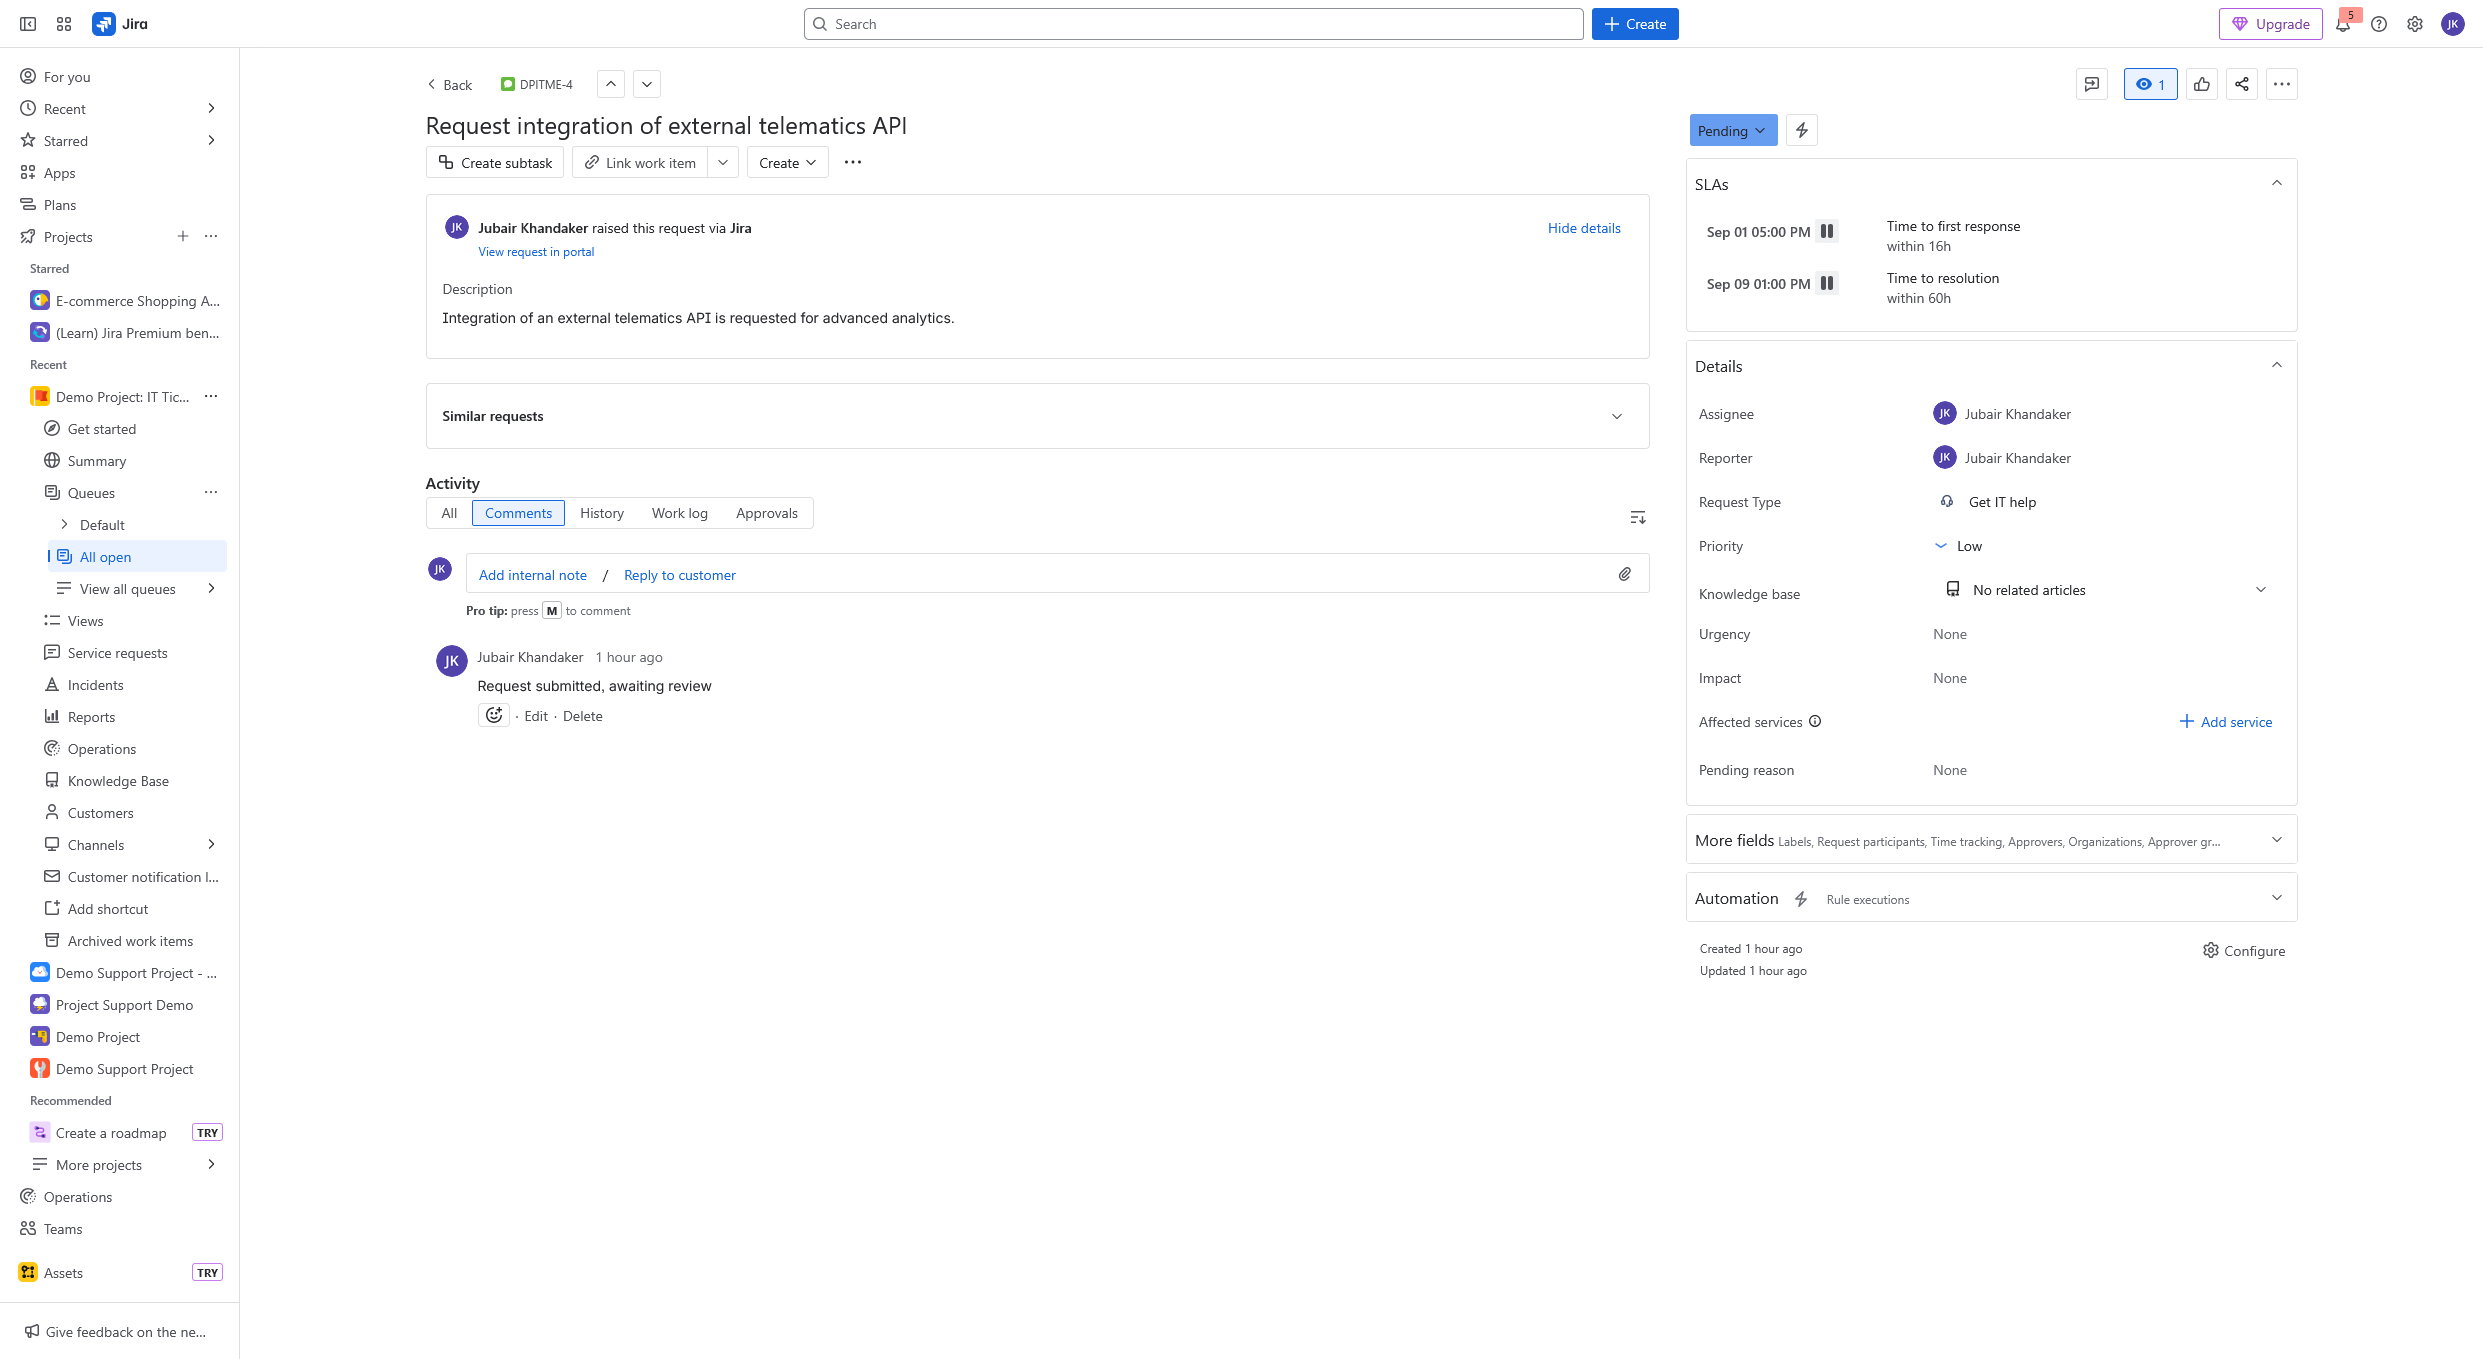 Jira
Search
Create
Upgrade
5
JK
For you
Recent
Starred
Apps
Plans
Projects
Starred
E-commerce Shopping A...
(Learn) Jira Premium ben...
Recent
Demo Project: IT Tic...
Get started
Summary
Queues
Default
All open
View all queues
Views
Service requests
Incidents
Reports
Operations
Knowledge Base
Customers
Channels
Customer notification l...
Add shortcut
Archived work items
Demo Support Project - ...
Project Support Demo
Demo Project
Demo Support Project
Recommended
Create a roadmap TRY
More projects
Operations
Teams
Assets TRY
Give feedback on the ne...
Back DPITME-4
1
Request integration of external telematics API
Create subtask Link work item Create
JK Jubair Khandaker raised this request via Jira Hide details
View request in portal
Description
Integration of an external telematics API is requested for advanced analytics.
Similar requests
Activity
All Comments History Work log Approvals
JK Add internal note / Reply to customer
Pro tip: press M to comment
JK Jubair Khandaker 1 hour ago
Request submitted, awaiting review
· Edit · Delete
Pending
SLAs
Sep 01 05:00 PM Time to first response
within 16h
Sep 09 01:00 PM Time to resolution
within 60h
Details
Assignee JK Jubair Khandaker
Reporter JK Jubair Khandaker
Request Type Get IT help
Priority Low
Knowledge base No related articles
Urgency None
Impact None
Affected services Add service
Pending reason None
More fields Labels, Request participants, Time tracking, Approvers, Organizations, Approver gr...
Automation Rule executions
Created 1 hour ago Configure
Updated 1 hour ago